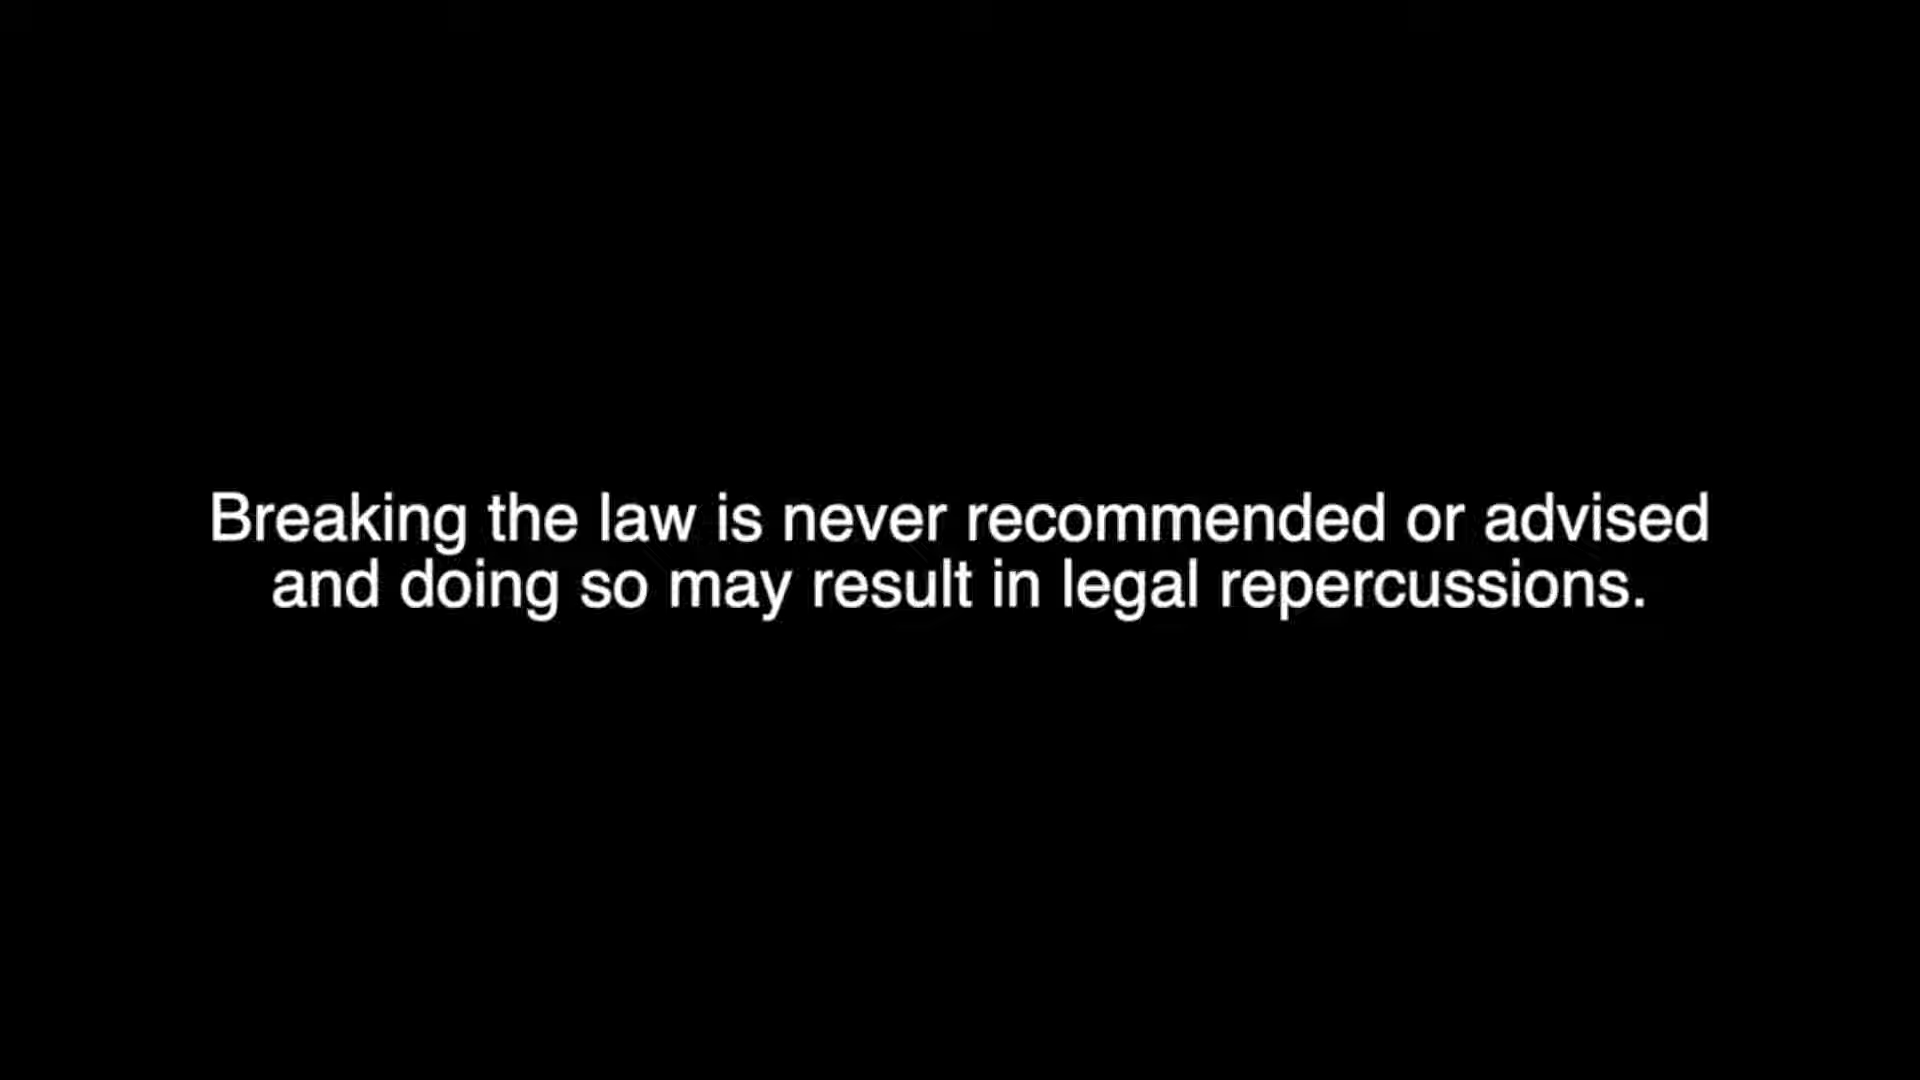 Breaking the law is never recommended or advised
and doing so may result in legal repercussions.